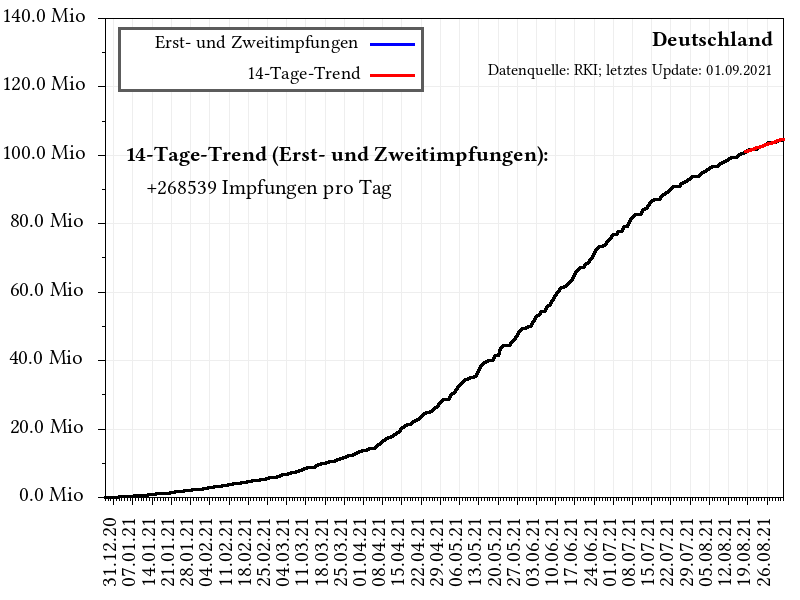 140.0 Mio
120.0 Mio
100.0 Mio
80.0 Mio
60.0 Mio
40.0 Mio
20.0 Mio
0.0 Mio
Erst- und Zweitimpfungen
14-Tage-Trend
Deutschland
Datenquelle: RKI; letztes Update: 01.09.2021
14-Tage-Trend (Erst- und Zweitimpfungen):
+268539 Impfungen pro Tag
31.12.20
07.01.21
14.01.21
21.01.21
28.01.21
04.02.21
11.02.21
18.02.21
25.02.21
04.03.21
11.03.21
18.03.21
25.03.21
01.04.21
08.04.21
15.04.21
22.04.21
29.04.21
06.05.21
13.05.21
20.05.21
27.05.21
03.06.21
10.06.21
17.06.21
24.06.21
01.07.21
08.07.21
15.07.21
22.07.21
29.07.21
05.08.21
12.08.21
19.08.21
26.08.21